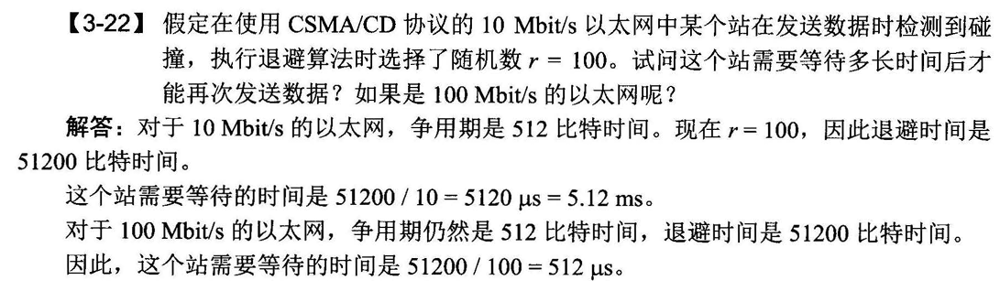 【3-22】 假定在使用 CSMA/CD 协议的 10 Mbit/s 以太网中某个站在发送数据时检测到碰
撞，执行退避算法时选择了随机数 r = 100。试问这个站需要等待多长时间后才
能再次发送数据？如果是 100 Mbit/s 的以太网呢？
解答：对于 10 Mbit/s 的以太网，争用期是 512 比特时间。现在 r = 100，因此退避时间是
51200 比特时间。
这个站需要等待的时间是 51200 / 10 = 5120 μs = 5.12 ms。
对于 100 Mbit/s 的以太网，争用期仍然是 512 比特时间，退避时间是 51200 比特时间。
因此，这个站需要等待的时间是 51200 / 100 = 512 μs。